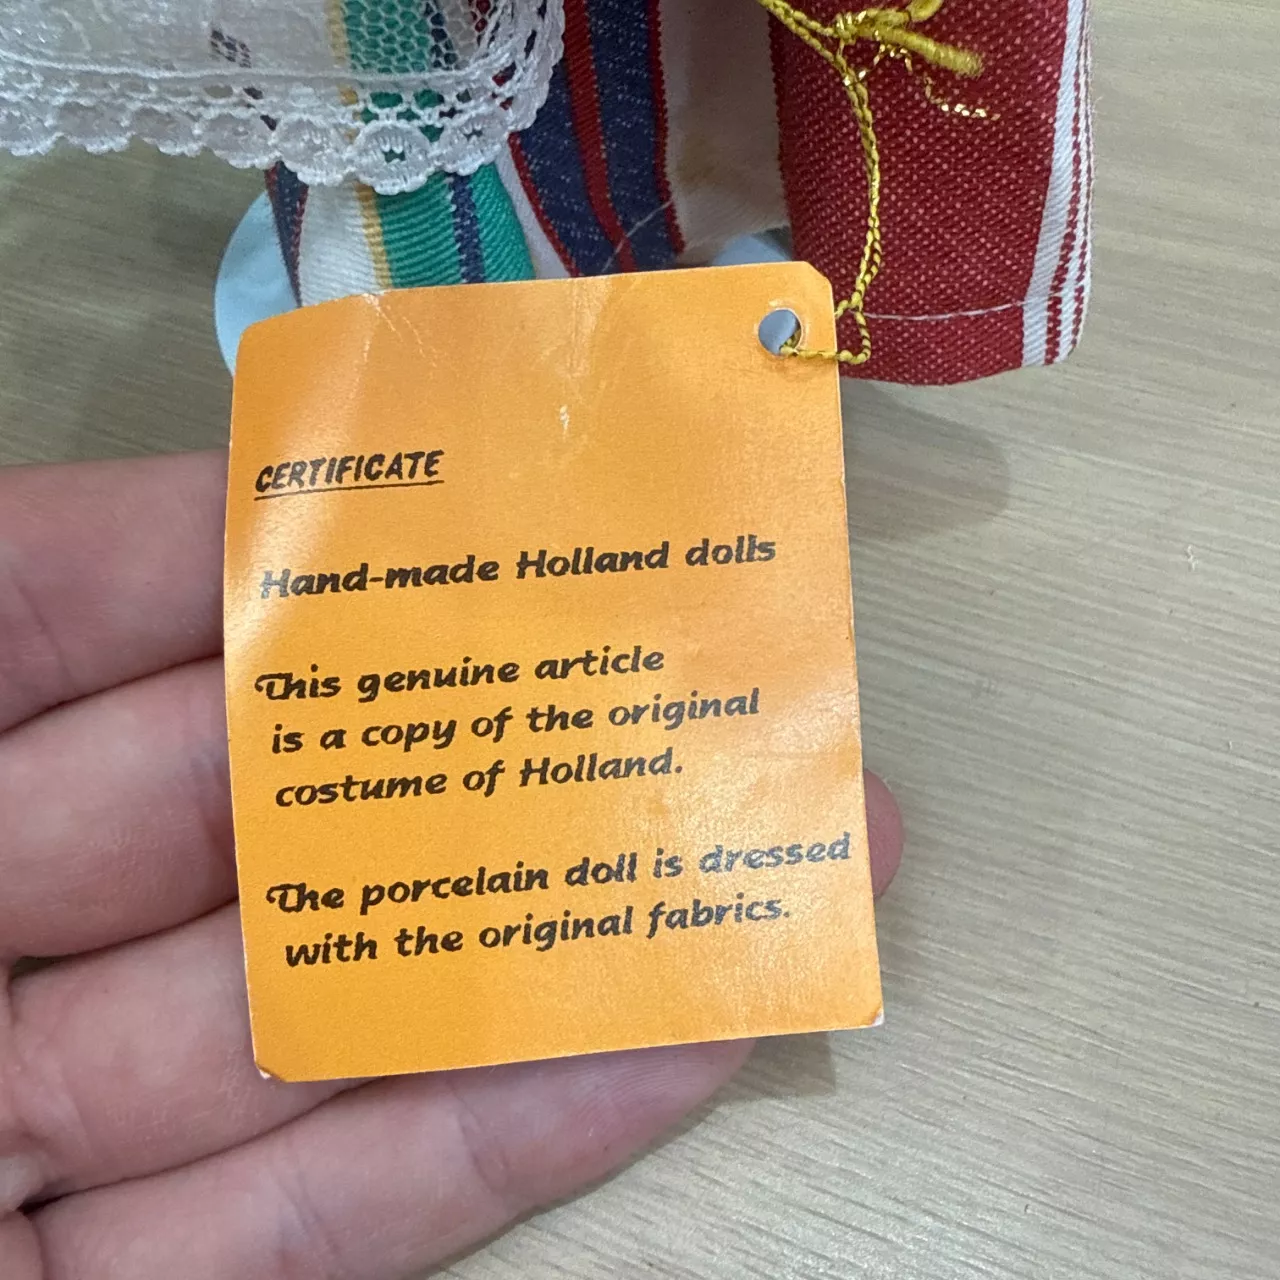 CERTIFICATE
Hand-made Holland dolls
This genuine article
is a copy of the original
costume of Holland.
The porcelain doll is dressed
with the original fabrics.